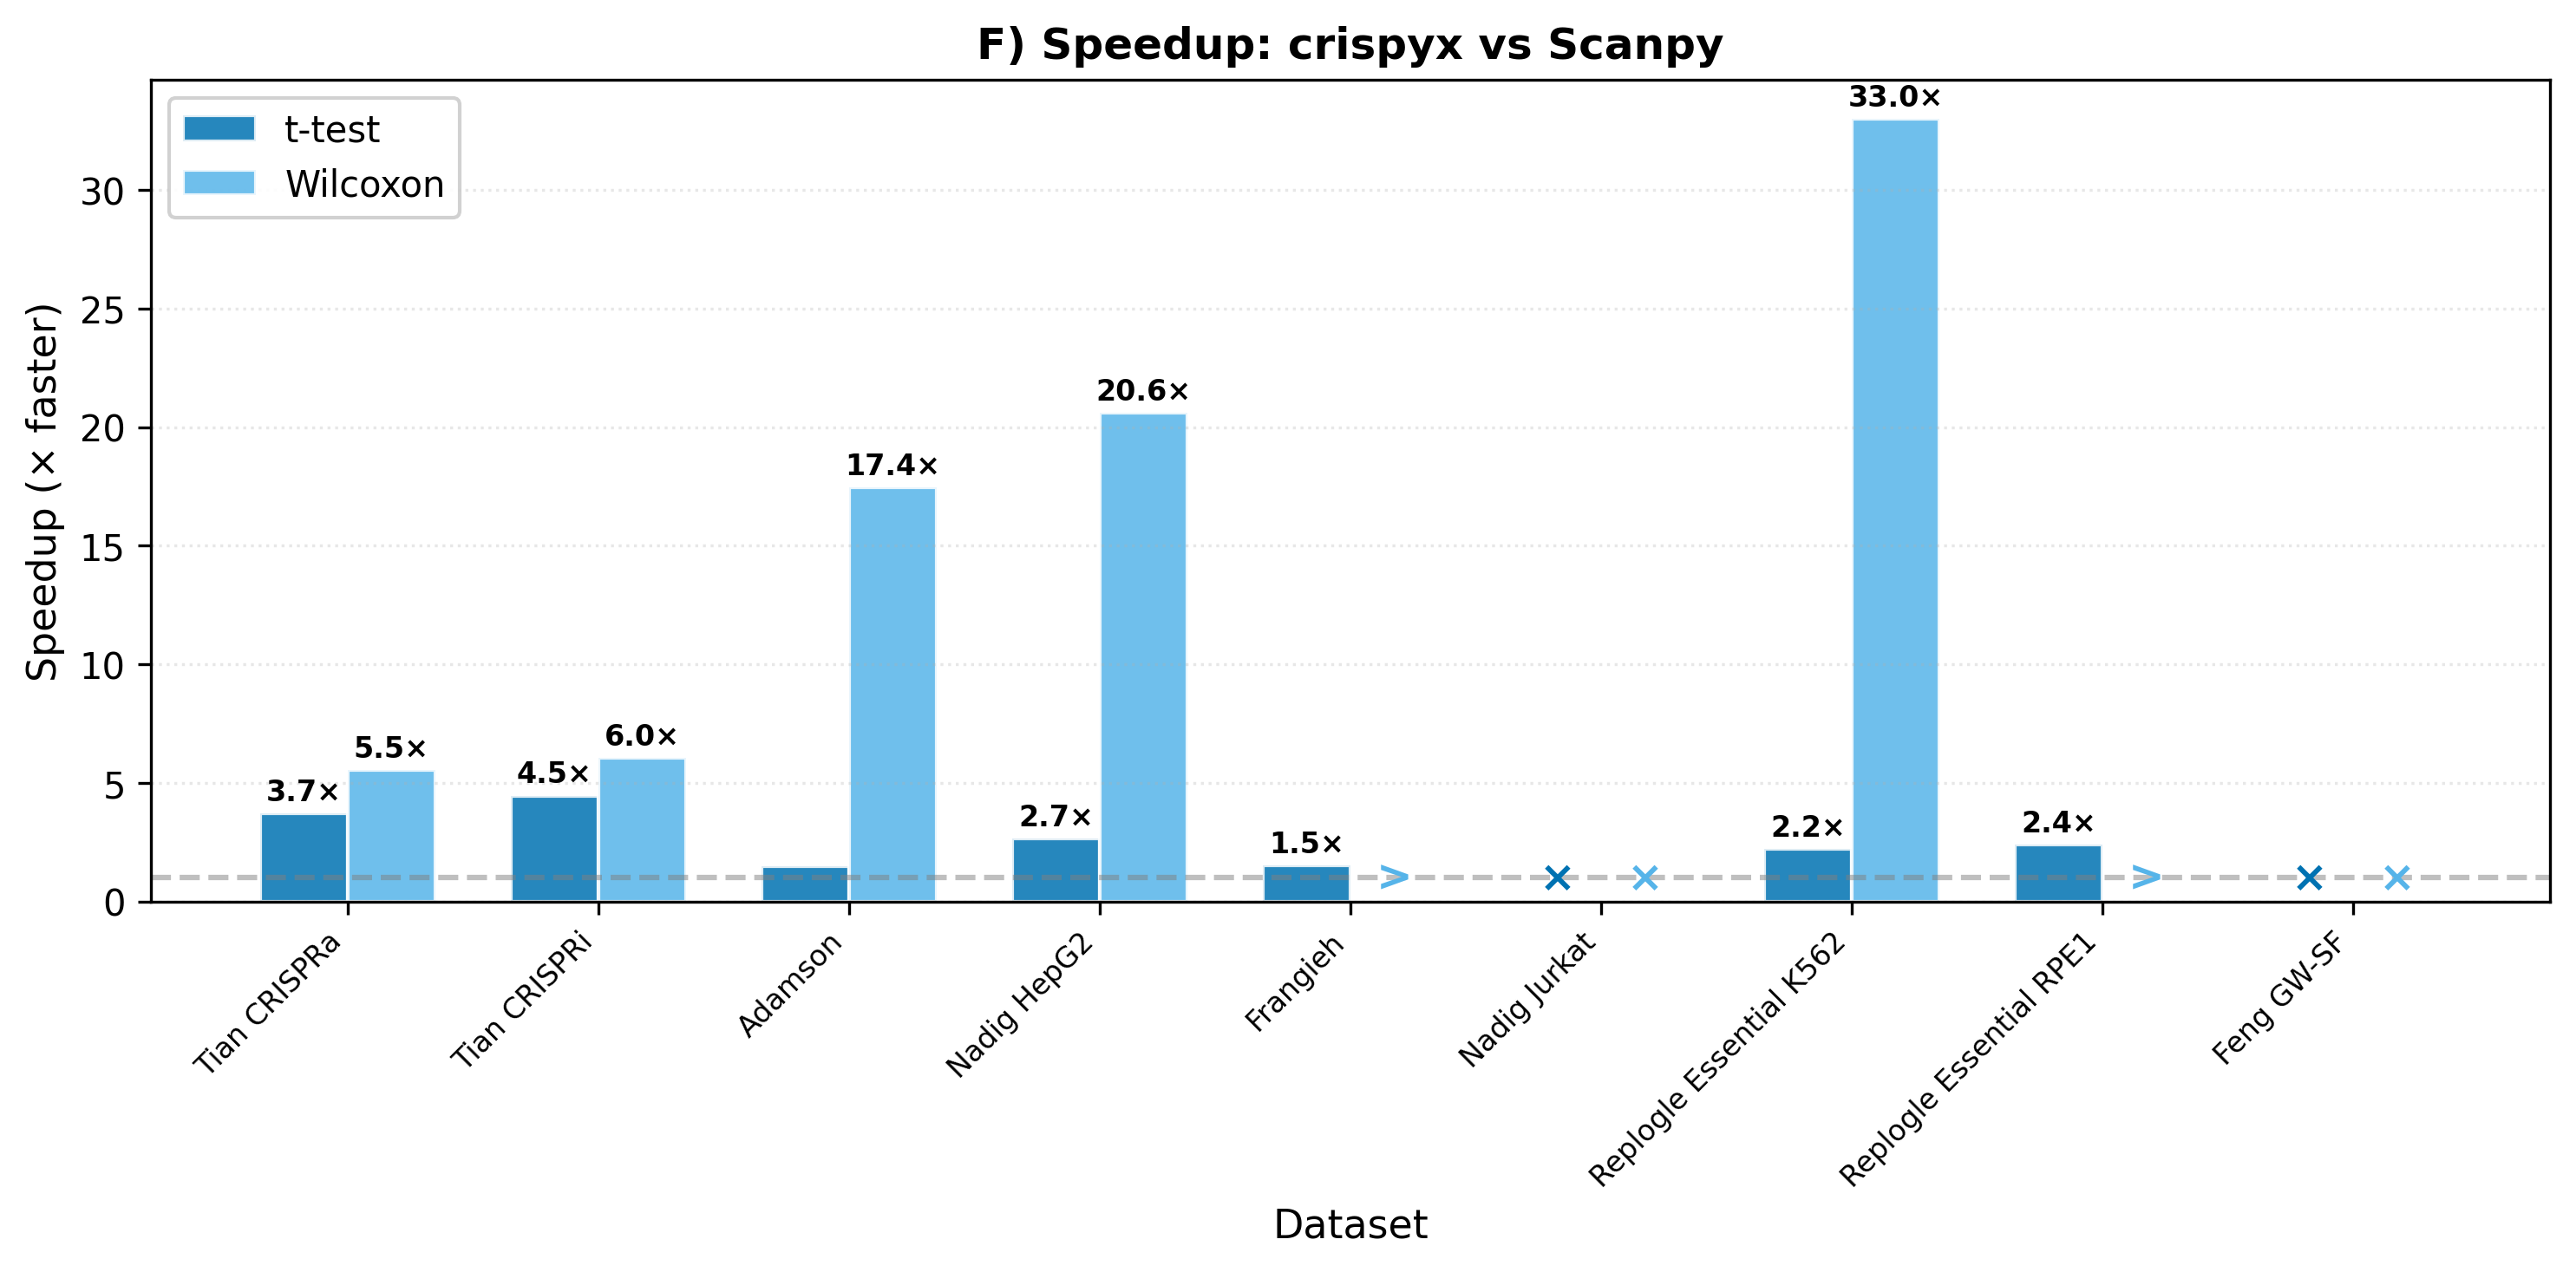 F) Speedup: crispyx vs Scanpy
t-test
Wilcoxon
Speedup (× faster)
30
25
20
15
10
5
0
3.7×
5.5×
4.5×
6.0×
17.4×
2.7×
20.6×
1.5×
>
×
×
2.2×
33.0×
2.4×
>
×
×
Tian CRISPRa
Tian CRISPRi
Adamson
Nadig HepG2
Frangieh
Nadig Jurkat
Replogle Essential K562
Replogle Essential RPE1
Feng GW-SF
Dataset